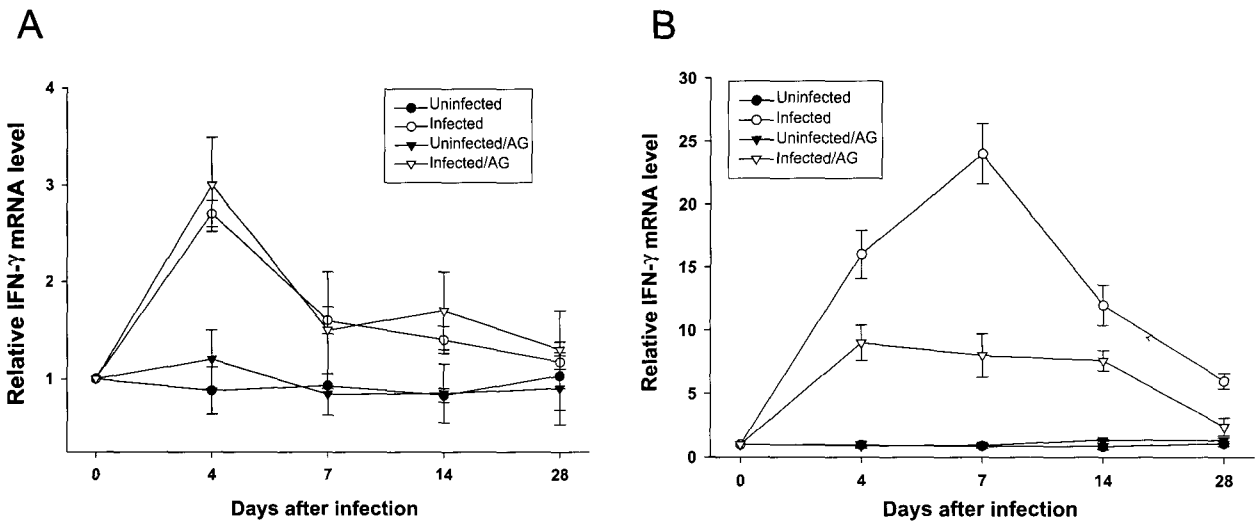 A
Relative IFN-γ mRNA level
4
3
2
1
0
4
7
14
28
Days after infection
Uninfected
Infected
Uninfected/AG
Infected/AG
B
Relative IFN-γ mRNA level
30
25
20
15
10
5
0
0
4
7
14
28
Days after infection
Uninfected
Infected
Uninfected/AG
Infected/AG